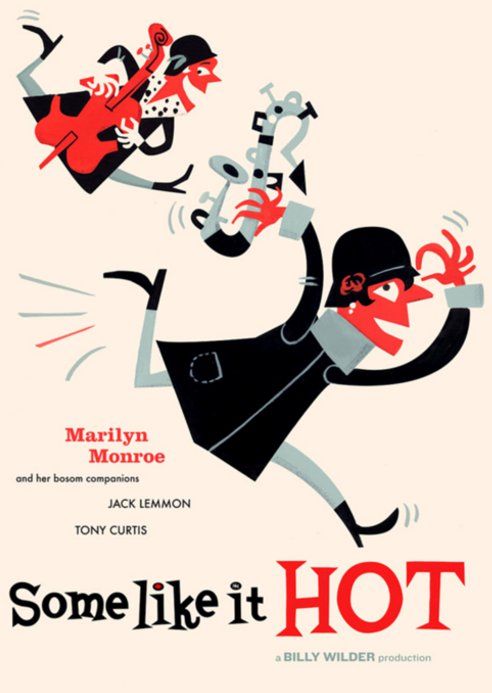 Marilyn
Monroe
and her bosom companions
JACK LEMMON
TONY CURTIS
Some like it HOT
a BILLY WILDER production